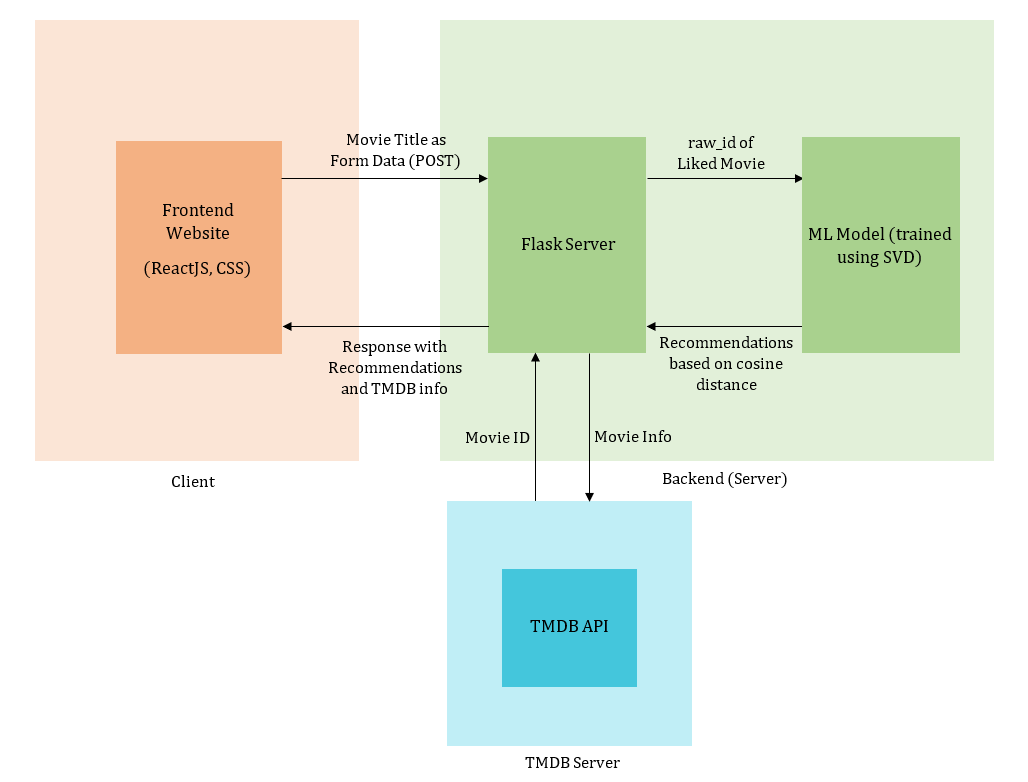 Movie Title as
Form Data (POST)
raw_id of
Liked Movie
Frontend
Website
(ReactJS, CSS)
Flask Server
ML Model (trained
using SVD)
Response with
Recommendations
and TMDB info
Recommendations
based on cosine
distance
Movie ID
Movie Info
Client
Backend (Server)
TMDB API
TMDB Server